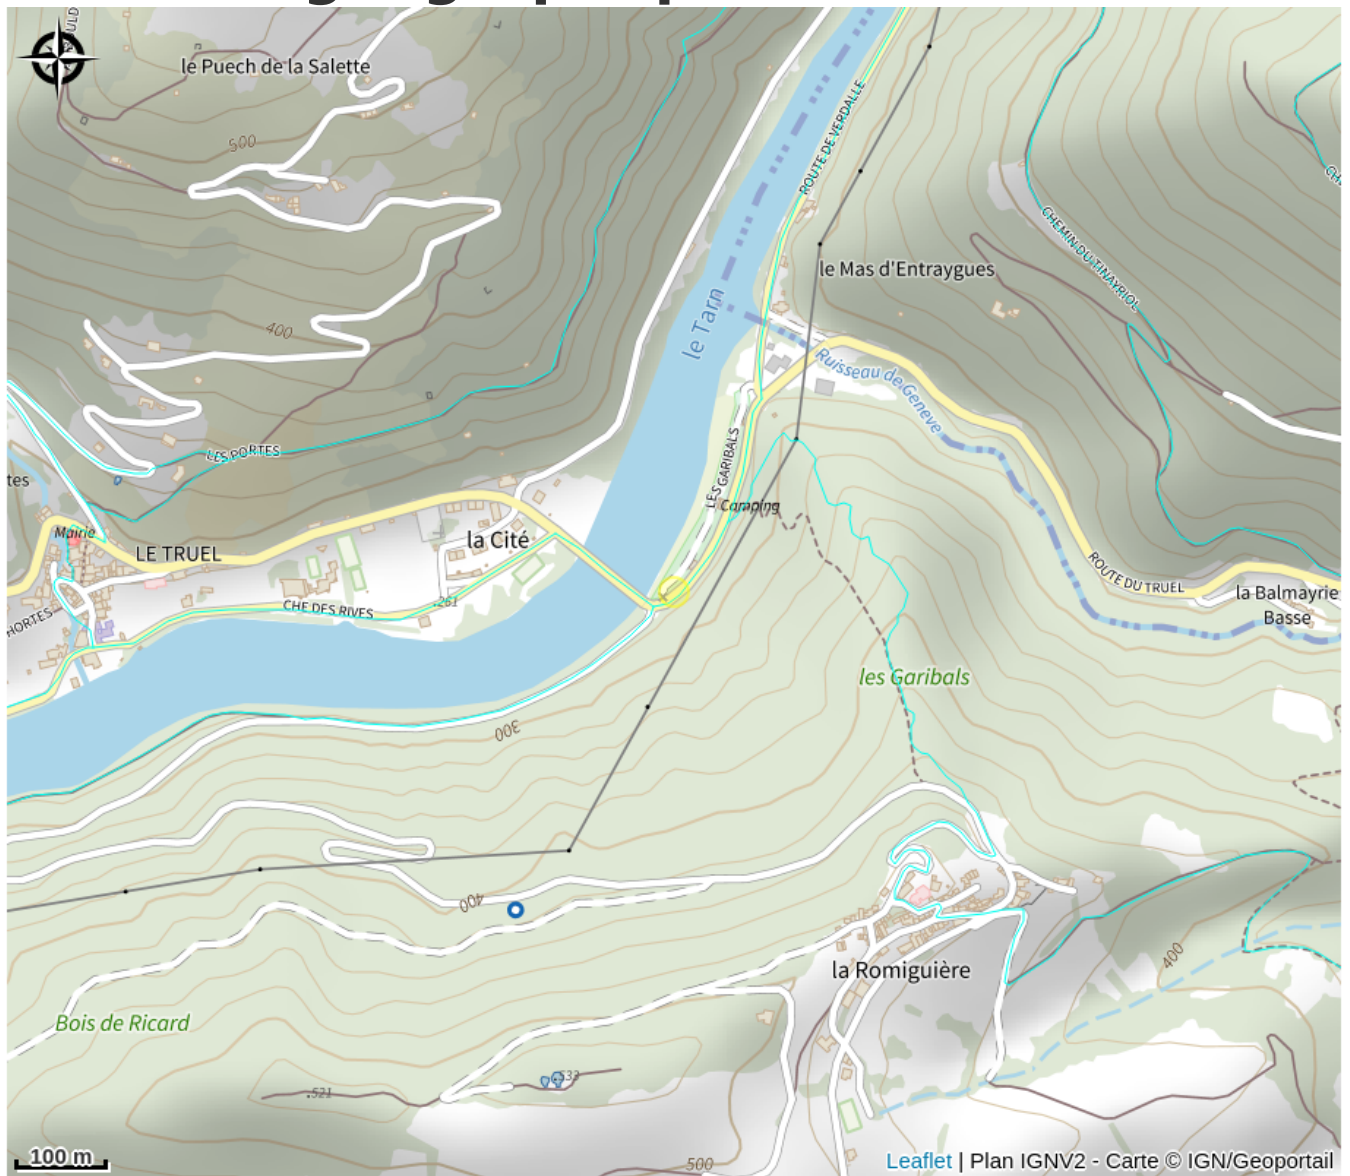 le Puech de la Salette
500
ROUTE DE VERDALLE
CHEMIN DU TINAYRIOL
le Mas d'Entraygues
le Tarn
400
Ruisseau de Geneve
LES PORTES
LES GARIBALS
tes
Camping
Mairie
LE TRUEL
la Cité
ROUTE DU TRUEL
la Balmayrie
Basse
.261
CHE DES RIVES
HORTES
les Garibals
300
400
la Romiguière
400
Bois de Ricard
.533
.521
100 m
500
Leaflet | Plan IGNV2 - Carte © IGN/Geoportail